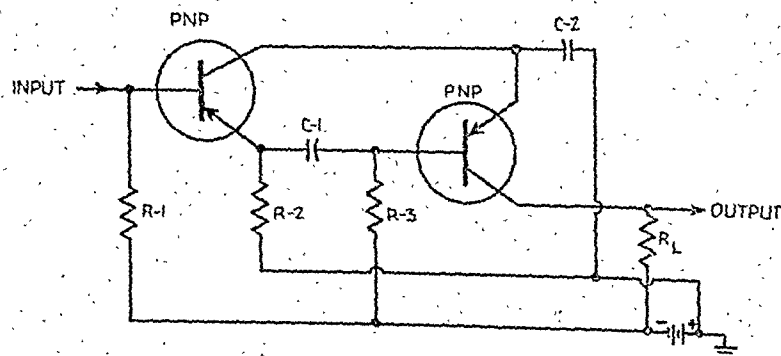 PNP
C-2
INPUT
PNP
C-1
R-1
R-2
R-3
OUTPUT
RL
- +